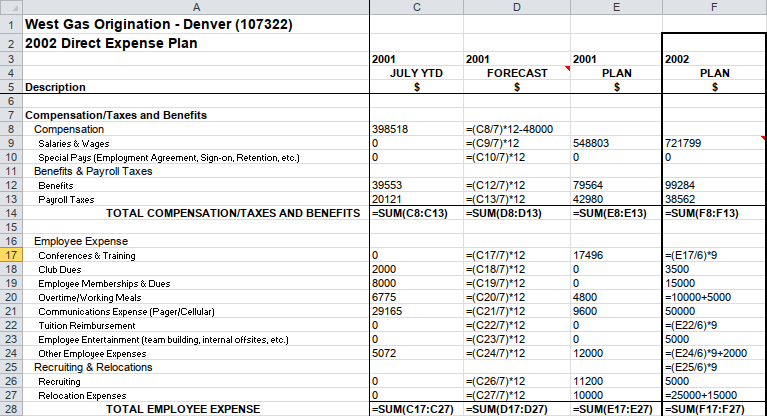 A C D E F
1 West Gas Origination - Denver (107322)
2 2002 Direct Expense Plan
3 2001 2001 2001 2002
4 JULY YTD FORECAST PLAN PLAN
5 Description $ $ $ $
6
7 Compensation/Taxes and Benefits
8 Compensation 398518 =(C8/7)*12-48000
9 Salaries & Wages 0 =(C9/7)*12 548803 721799
10 Special Pays (Employment Agreement, Sign-on, Retention, etc.) 0 =(C10/7)*12 0 0
11 Benefits & Payroll Taxes
12 Benefits 39553 =(C12/7)*12 79564 99284
13 Payroll Taxes 20121 =(C13/7)*12 42980 38562
14 TOTAL COMPENSATION/TAXES AND BENEFITS =SUM(C8:C13) =SUM(D8:D13) =SUM(E8:E13) =SUM(F8:F13)
15
16 Employee Expense
17 Conferences & Training 0 =(C17/7)*12 17496 =(E17/6)*9
18 Club Dues 2000 =(C18/7)*12 0 3500
19 Employee Memberships & Dues 8000 =(C19/7)*12 0 15000
20 Overtime/Working Meals 6775 =(C20/7)*12 4800 =10000+5000
21 Communications Expense (Pager/Cellular) 29165 =(C21/7)*12 9600 50000
22 Tuition Reimbursement 0 =(C22/7)*12 0 =(E22/6)*9
23 Employee Entertainment (team building, internal offsites, etc.) 0 =(C23/7)*12 0 5000
24 Other Employee Expenses 5072 =(C24/7)*12 12000 =(E24/6)*9+2000
25 Recruiting & Relocations =(E25/6)*9
26 Recruiting 0 =(C26/7)*12 11200 5000
27 Relocation Expenses 0 =(C27/7)*12 10000 =25000+15000
28 TOTAL EMPLOYEE EXPENSE =SUM(C17:C27) =SUM(D17:D27) =SUM(E17:E27) =SUM(F17:F27)